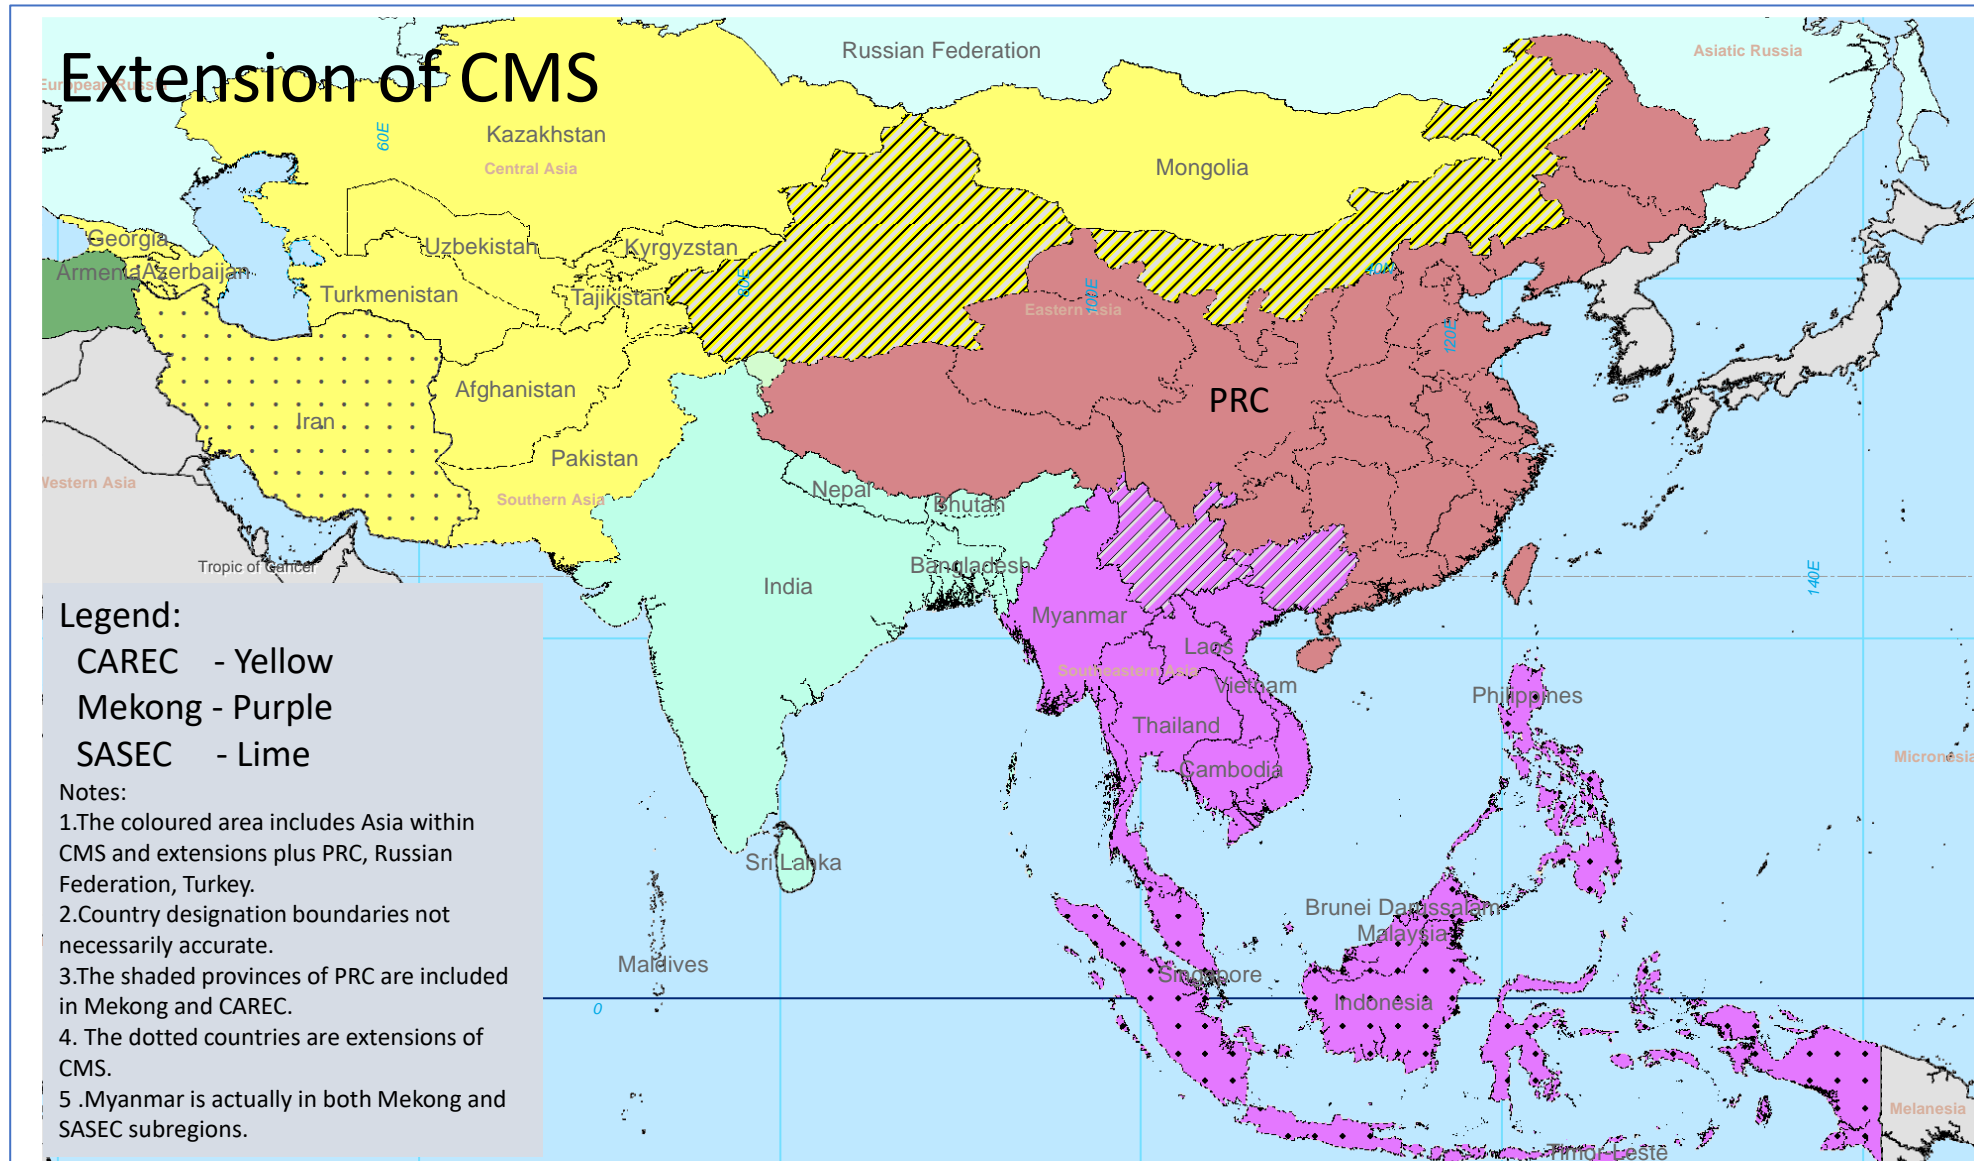 Extension of CMS
Russian Federation
Asiatic Russia
European Russia
60E
Kazakhstan
Central Asia
Mongolia
Georgia
Uzbekistan
Kyrgyzstan
Armenia
Azerbaijan
80E
40N
Turkmenistan
Tajikistan
100E
Eastern Asia
120E
Afghanistan
PRC
Iran
Pakistan
Western Asia
Southern Asia
Nepal
Bhutan
Tropic of Cancer
Bangladesh
India
140E
Myanmar
Laos
Southeastern Asia
Vietnam
Philippines
Thailand
Micronesia
Cambodia
Sri Lanka
Brunei Darussalam
Malaysia
Maldives
Singapore
Indonesia
0
Melanesia
Timor-Leste
Legend:
CAREC - Yellow
Mekong - Purple
SASEC - Lime
Notes:
1.The coloured area includes Asia within
CMS and extensions plus PRC, Russian
Federation, Turkey.
2.Country designation boundaries not
necessarily accurate.
3.The shaded provinces of PRC are included
in Mekong and CAREC.
4. The dotted countries are extensions of
CMS.
5 .Myanmar is actually in both Mekong and
SASEC subregions.